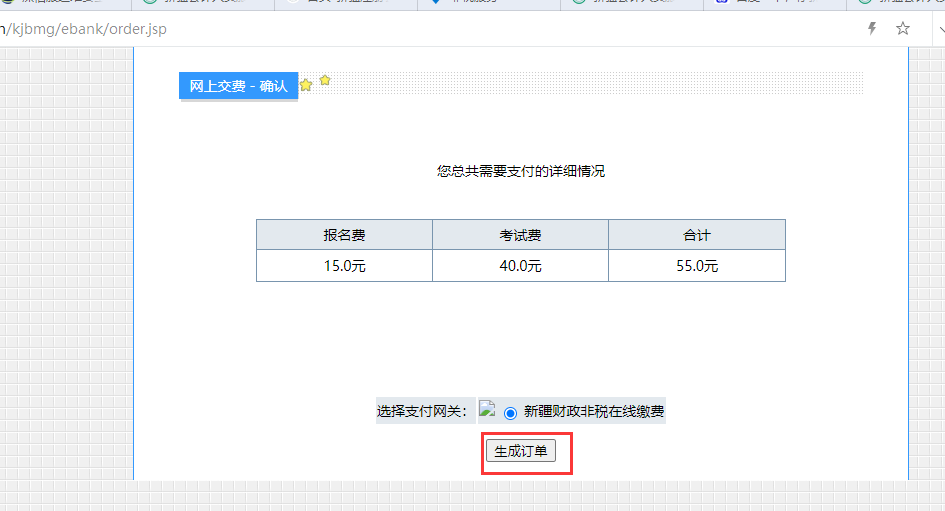 /kjbmg/ebank/order.jsp
网上交费 - 确认
您总共需要支付的详细情况
报名费 考试费 合计
15.0元 40.0元 55.0元
选择支付网关： 新疆财政非税在线缴费
生成订单